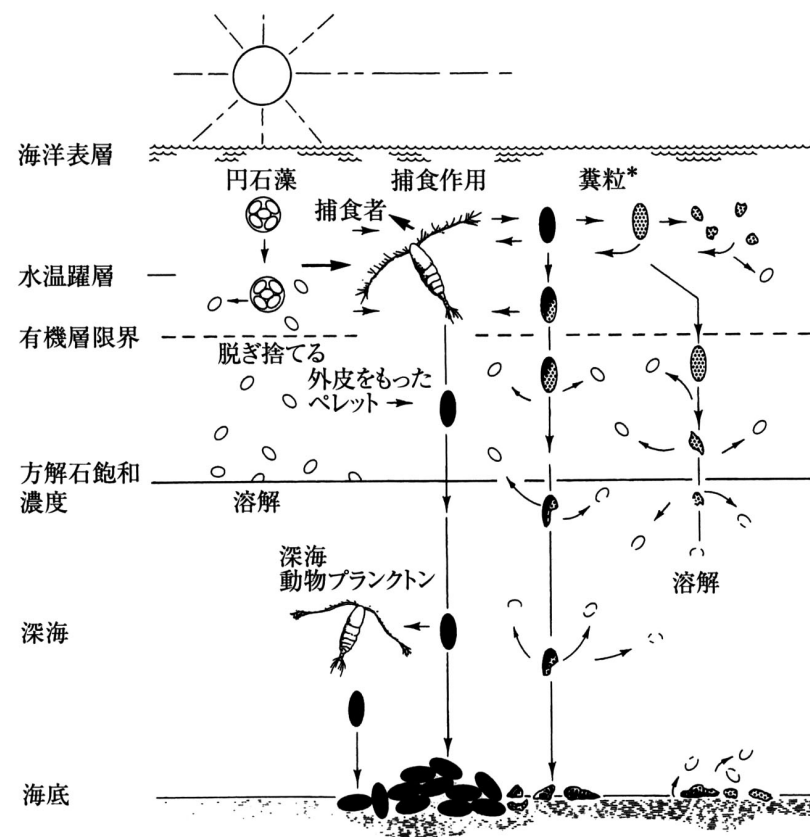 海洋表層
円石藻
捕食作用
糞粒*
捕食者
水温躍層
有機層限界
脱ぎ捨てる
外皮をもった
ペレット
方解石飽和
濃度
溶解
深海
動物プランクトン
溶解
深海
海底